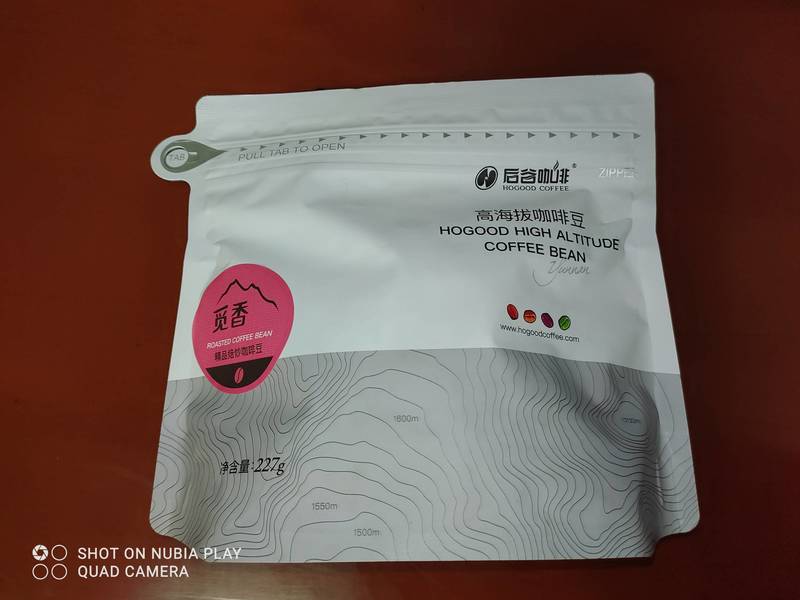 TAB
PULL TAB TO OPEN
后谷咖啡®
HOGOOD COFFEE
高海拔咖啡豆
HOGOOD HIGH ALTITUDE
COFFEE BEAN
Yunnan
www.hogoodcoffee.com
觅香
ROASTED COFFEE BEAN
精品焙炒咖啡豆
1600m
净含量:227g
1550m
1500m
SHOT ON NUBIA PLAY
QUAD CAMERA